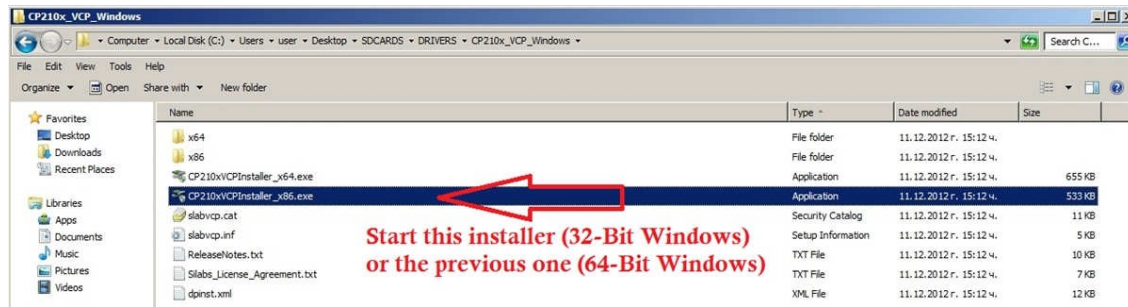 CP210x_VCP_Windows
Computer Local Disk (C:) Users user Desktop SDCARDS DRIVERS CP210x_VCP_Windows Search C...
File Edit View Tools Help
Organize Open Share with New folder
Favorites
Desktop
Downloads
Recent Places
Libraries
Apps
Documents
Music
Pictures
Videos
Name Type Date modified Size
x64 File folder 11.12.2012 г. 15:12 ч.
x86 File folder 11.12.2012 г. 15:12 ч.
CP210xVCPInstaller_x64.exe Application 11.12.2012 г. 15:12 ч. 655 KB
CP210xVCPInstaller_x86.exe Application 11.12.2012 г. 15:12 ч. 533 KB
slabvcp.cat Security Catalog 11.12.2012 г. 15:12 ч. 11 KB
slabvcp.inf Setup Information 11.12.2012 г. 15:12 ч. 5 KB
ReleaseNotes.txt TXT File 11.12.2012 г. 15:12 ч. 10 KB
Silabs_License_Agreement.txt TXT File 11.12.2012 г. 15:12 ч. 7 KB
dpinst.xml XML File 11.12.2012 г. 15:12 ч. 12 KB
Start this installer (32-Bit Windows)
or the previous one (64-Bit Windows)